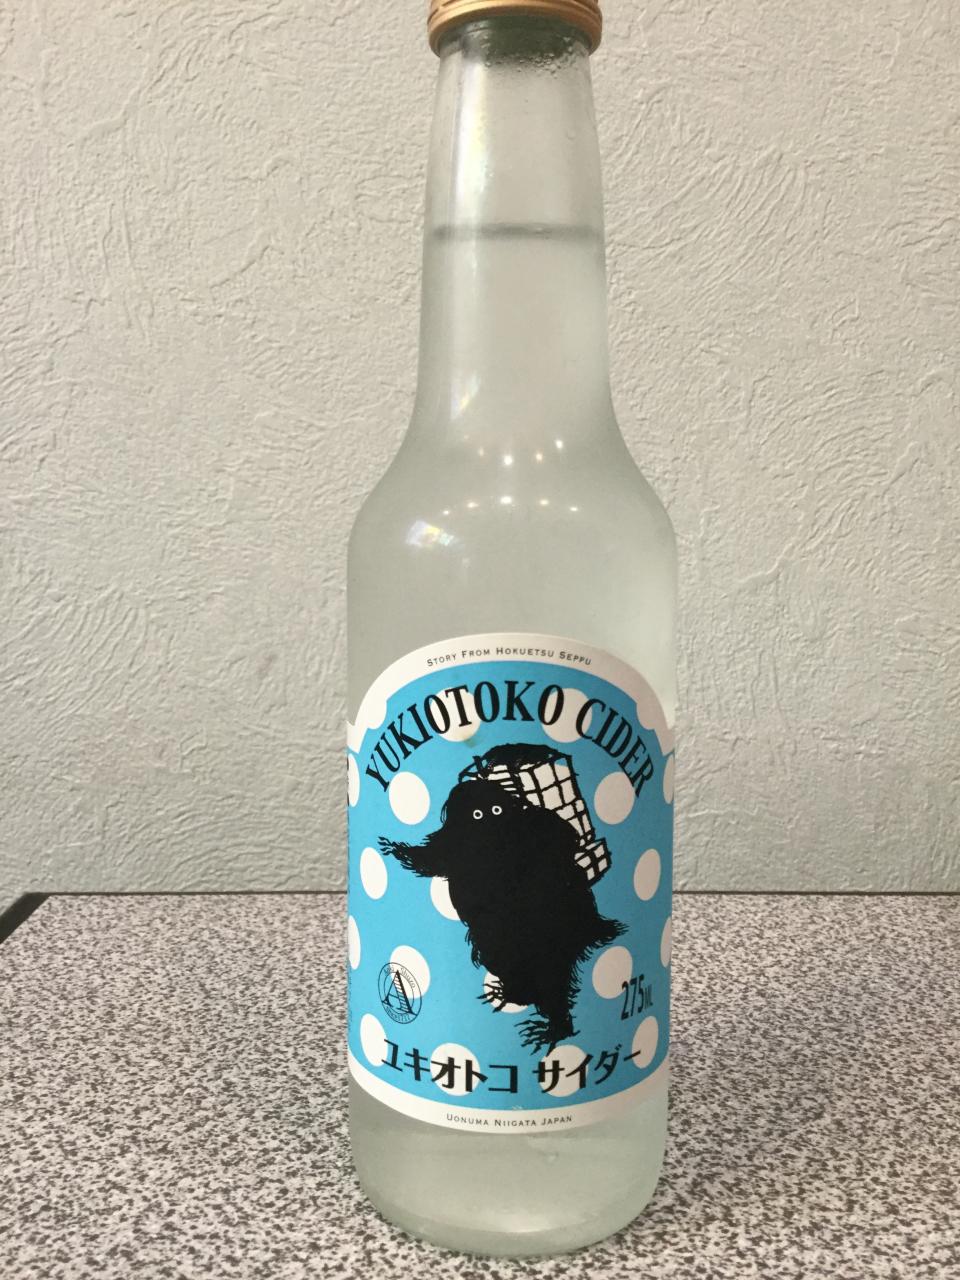 STORY FROM HOKUETSU SEPPU
YUKIOTOKO CIDER
A
275ML
ユキオトコ サイダー
UONUMA NIIGATA JAPAN